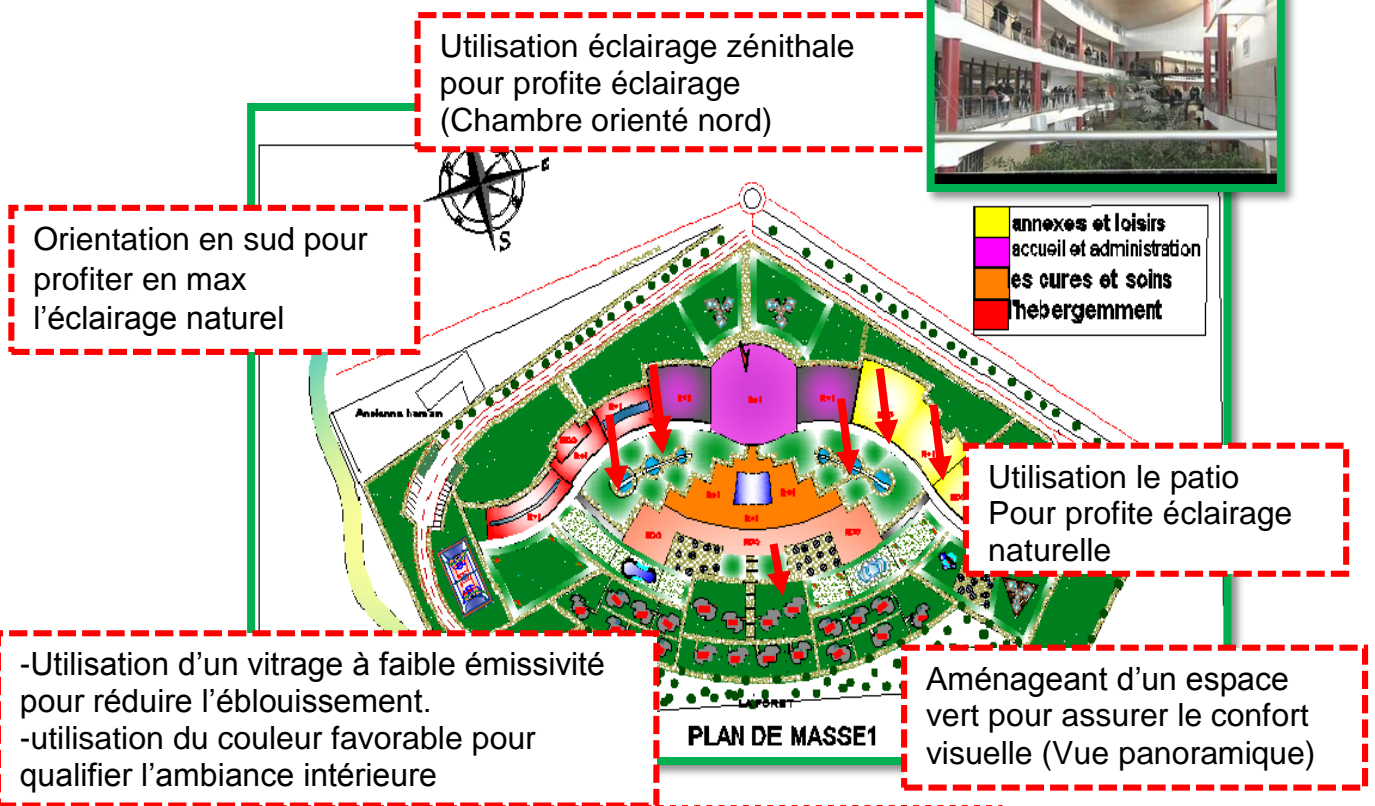 Utilisation éclairage zénithale
pour profite éclairage
(Chambre orienté nord)
Orientation en sud pour
profiter en max
l’éclairage naturel
S
annexes et loisirs
accueil et administration
les cures et soins
l'hebergemment
Utilisation le patio
Pour profite éclairage
naturelle
-Utilisation d’un vitrage à faible émissivité
pour réduire l’éblouissement.
-utilisation du couleur favorable pour
qualifier l’ambiance intérieure
LA FORET
PLAN DE MASSE1
Aménageant d’un espace
vert pour assurer le confort
visuelle (Vue panoramique)